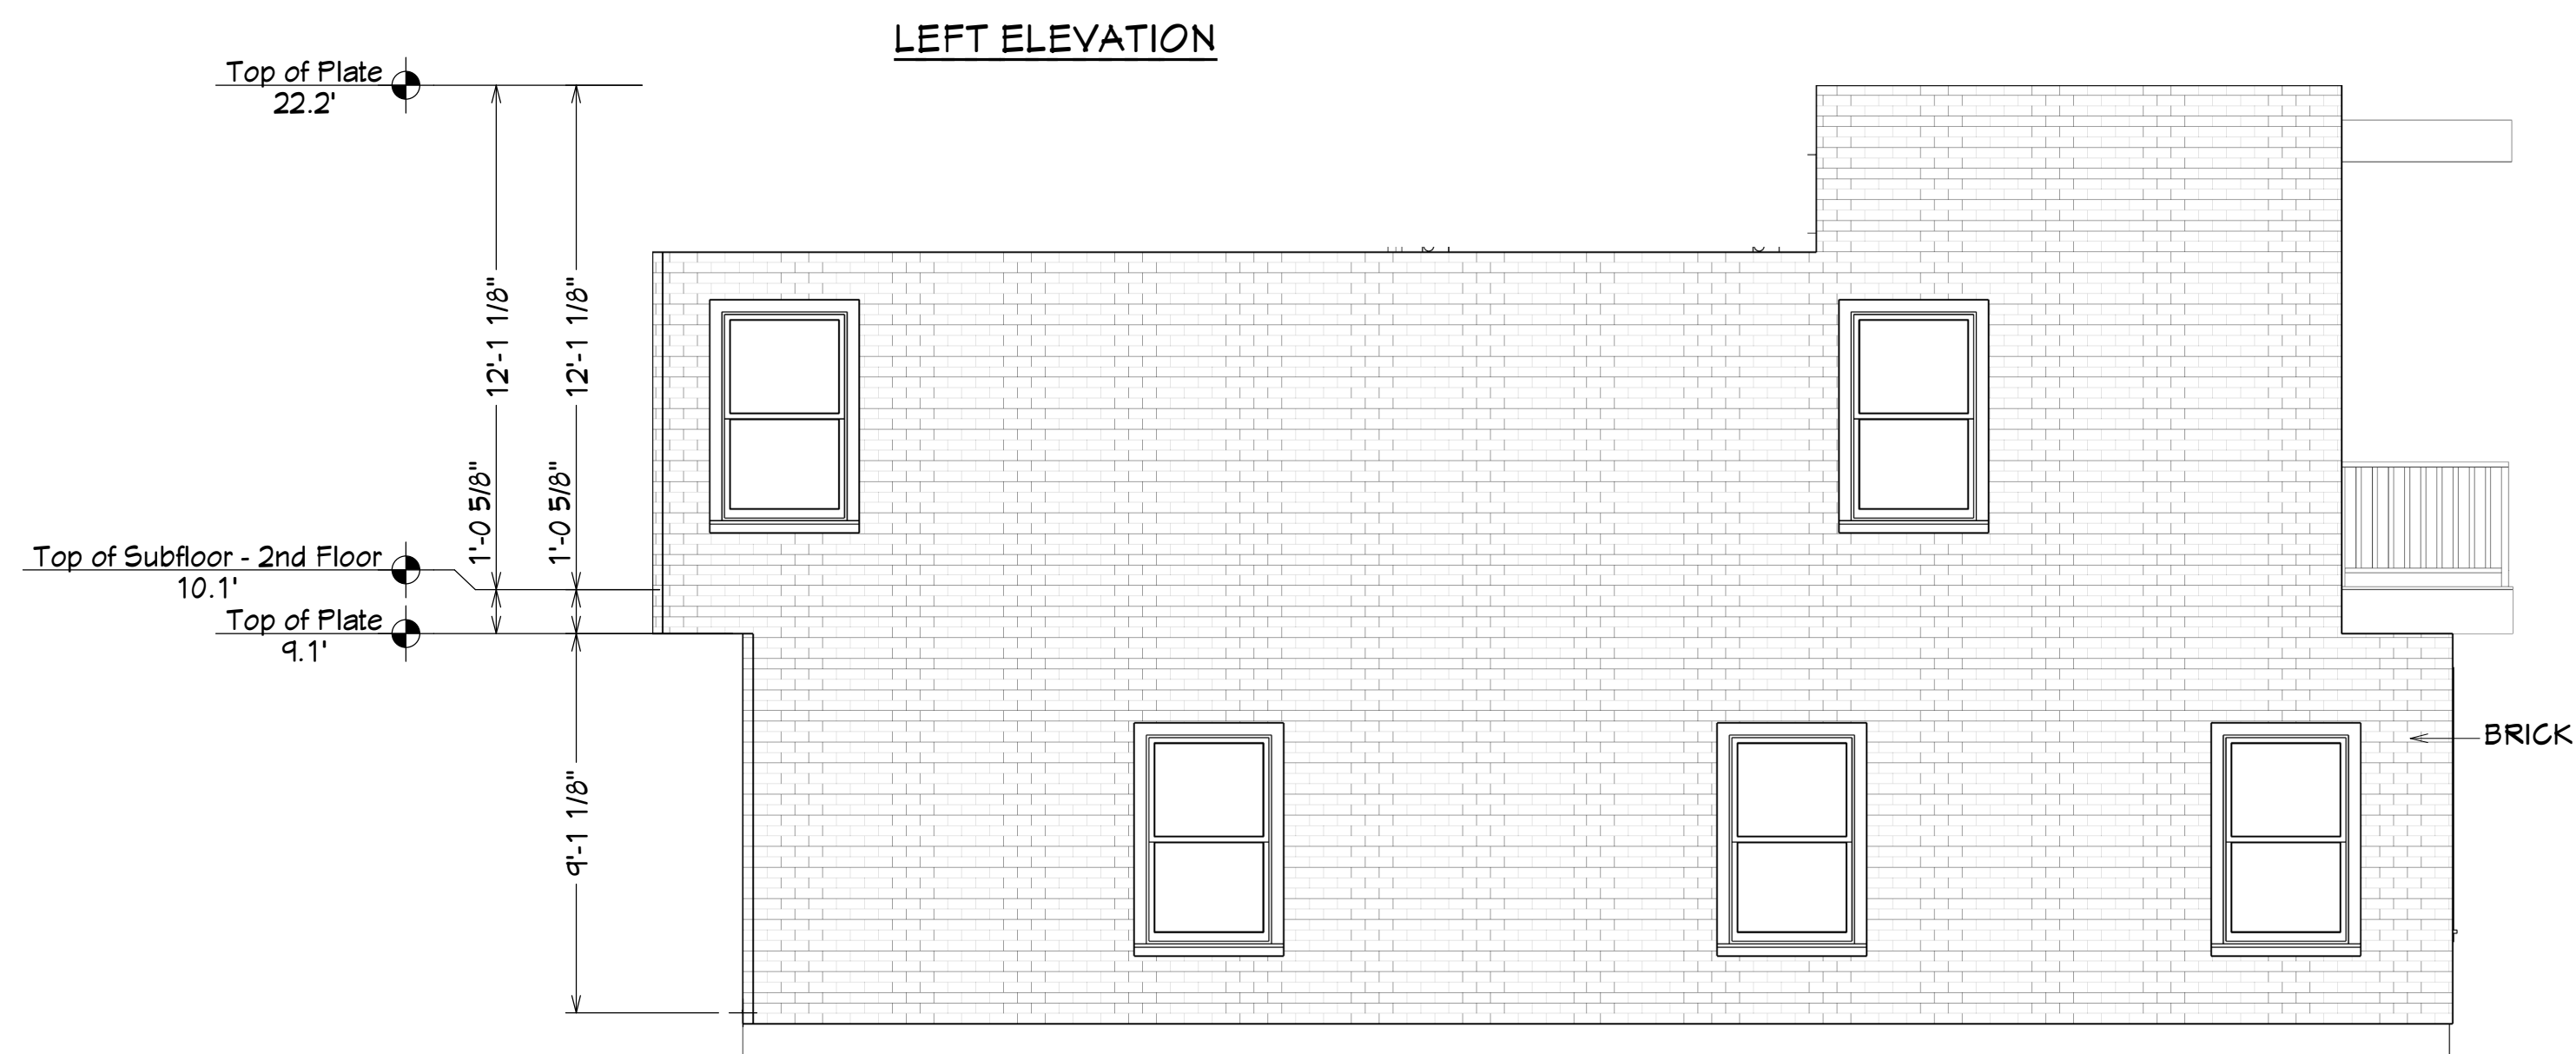 LEFT ELEVATION
Top of Plate
22.2'
12'-1 1/8"
12'-1 1/8"
1'-0 5/8"
1'-0 5/8"
Top of Subfloor - 2nd Floor
10.1'
Top of Plate
9.1'
BRICK
9'-1 1/8"